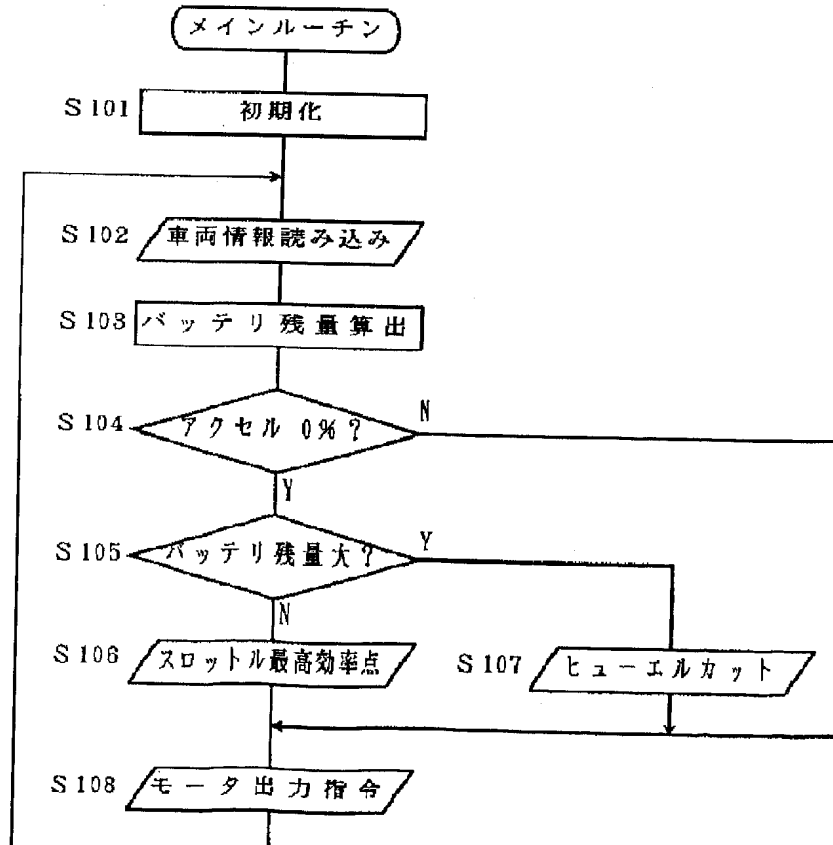 メインルーチン
S101 初期化
S102 車両情報読み込み
S103 バッテリ残量算出
S104 アクセル 0%?
N
Y
S105 バッテリ残量大?
Y
N
S106 スロットル最高効率点
S107 ヒューエルカット
S108 モータ出力指令